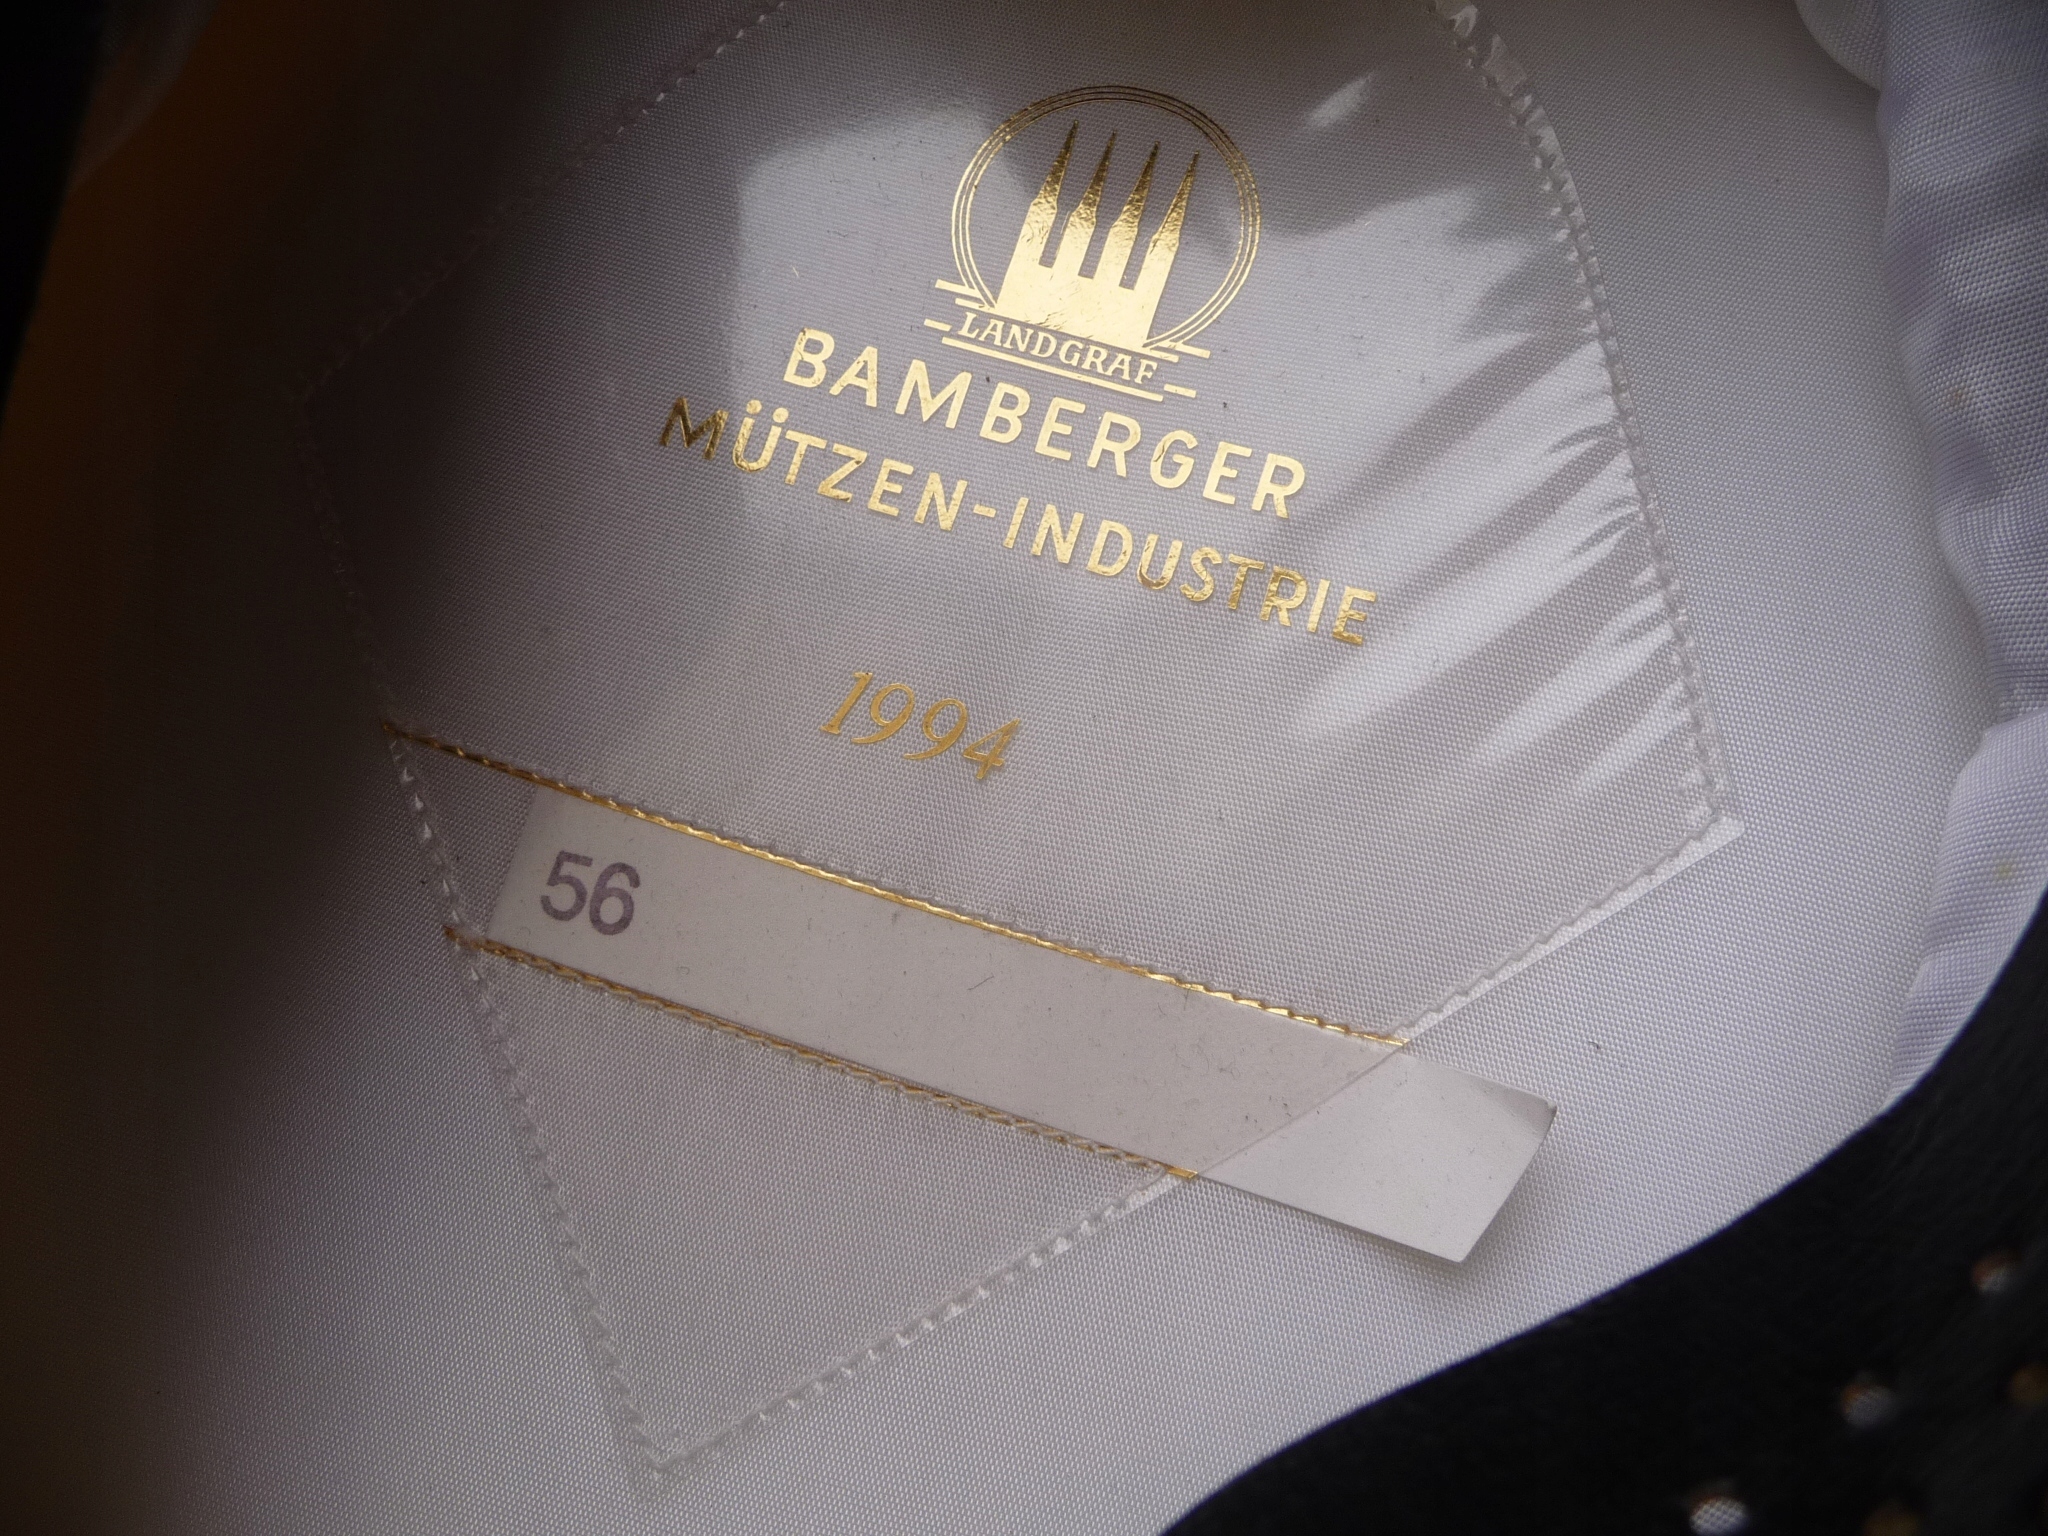 LANDGRAF
BAMBERGER
MÜTZEN-INDUSTRIE
1994
56